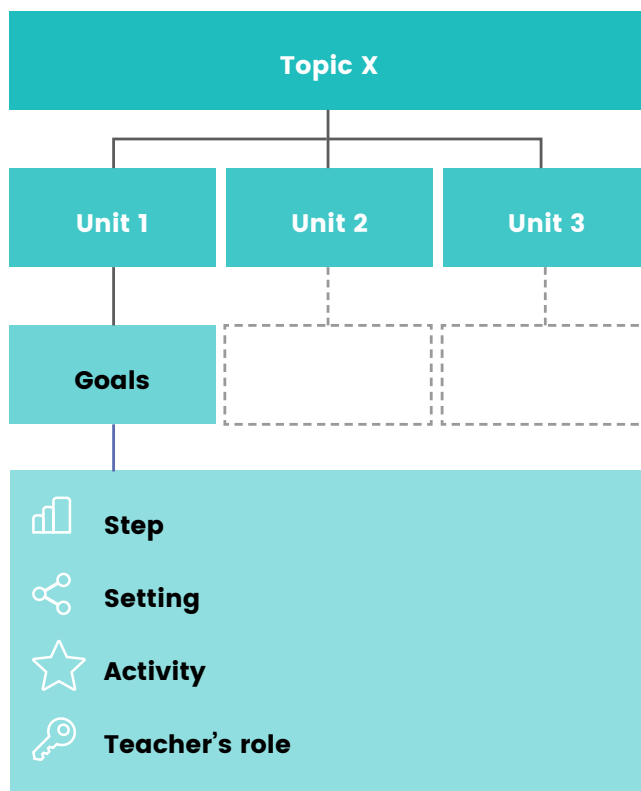 Topic X
Unit 1
Unit 2
Unit 3
Goals
Step
Setting
Activity
Teacher’s role